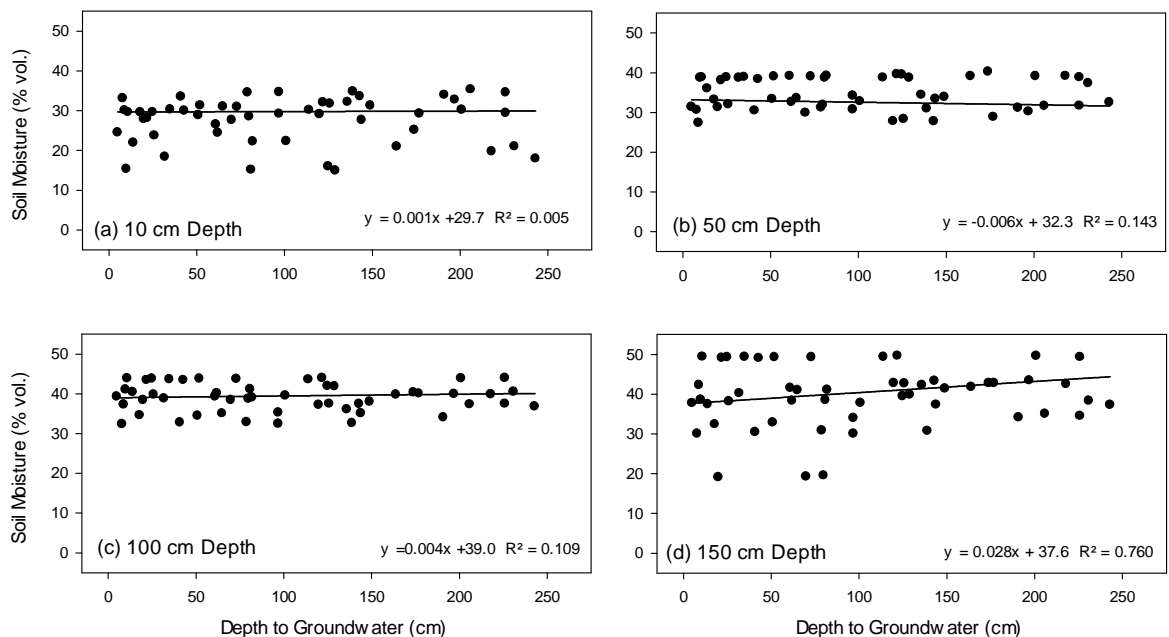 50
40
30
20
10
0
Soil Moisture (% vol.)
(a) 10 cm Depth
y = 0.001x +29.7 R² = 0.005
0 50 100 150 200 250
50
40
30
20
10
0
(b) 50 cm Depth
y = -0.006x + 32.3 R² = 0.143
0 50 100 150 200 250
50
40
30
20
10
0
Soil Moisture (% vol.)
(c) 100 cm Depth
y =0.004x +39.0 R² = 0.109
0 50 100 150 200 250
Depth to Groundwater (cm)
50
40
30
20
10
0
(d) 150 cm Depth
y = 0.028x + 37.6 R² = 0.760
0 50 100 150 200 250
Depth to Groundwater (cm)